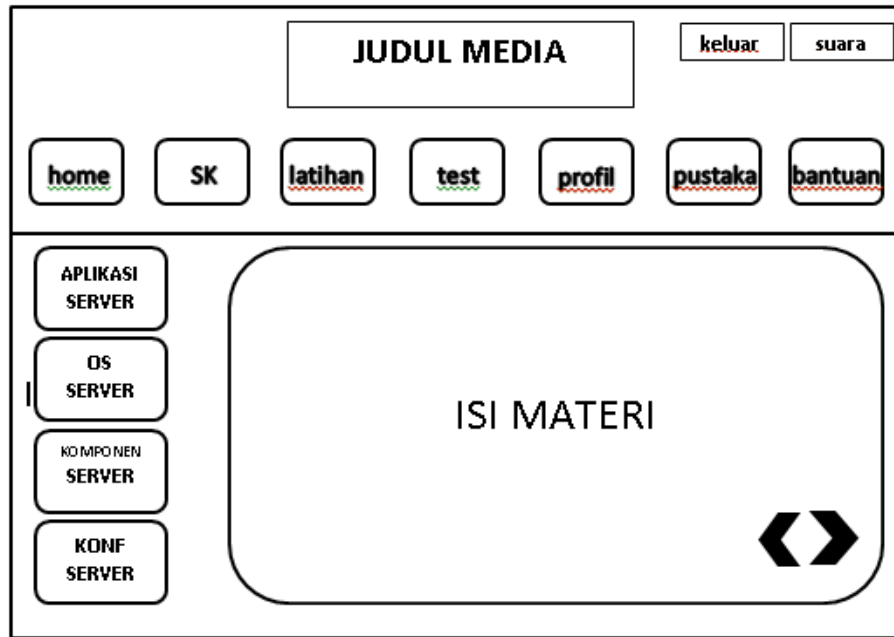 JUDUL MEDIA
keluar
suara
home
SK
latihan
test
profil
pustaka
bantuan
APLIKASI
SERVER
OS
SERVER
KOMPONEN
SERVER
KONF
SERVER
ISI MATERI